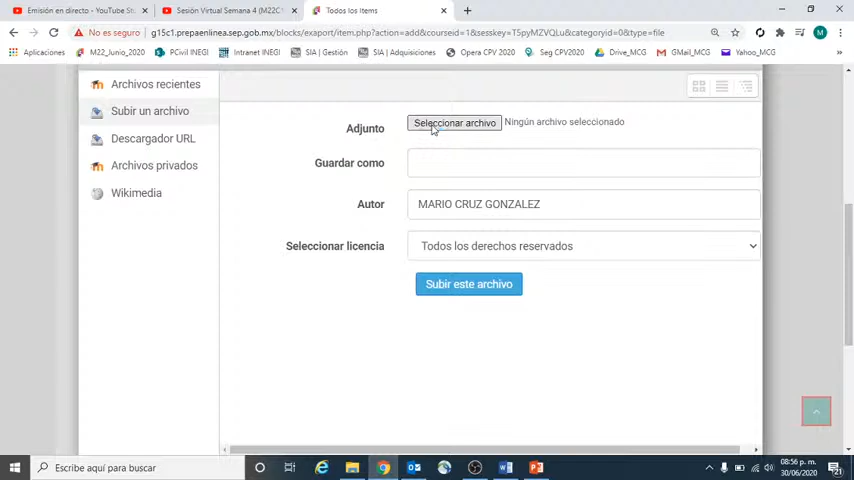 Emisión en directo - YouTube St
Sesión Virtual Semana 4 (M22C
Todos los ítems
No es seguro
g15c1.prepaenlinea.sep.gob.mx/blocks/exaport/item.php?action=add&courseid=1&sesskey=T5pyMZVQLu&categoryid=0&type=file
Aplicaciones
M22_Junio_2020
PCivil INEGI
Intranet INEGI
SIA | Gestión
SIA | Adquisiciones
Opera CPV 2020
Seg CPV2020
Drive_MCG
GMail_MCG
Yahoo_MCG
Archivos recientes
Subir un archivo
Descargador URL
Archivos privados
Wikimedia
Adjunto
Seleccionar archivo
Ningún archivo seleccionado
Guardar como
Autor
MARIO CRUZ GONZALEZ
Seleccionar licencia
Todos los derechos reservados
Subir este archivo
Escribe aquí para buscar
08:56 p. m.
30/06/2020
21